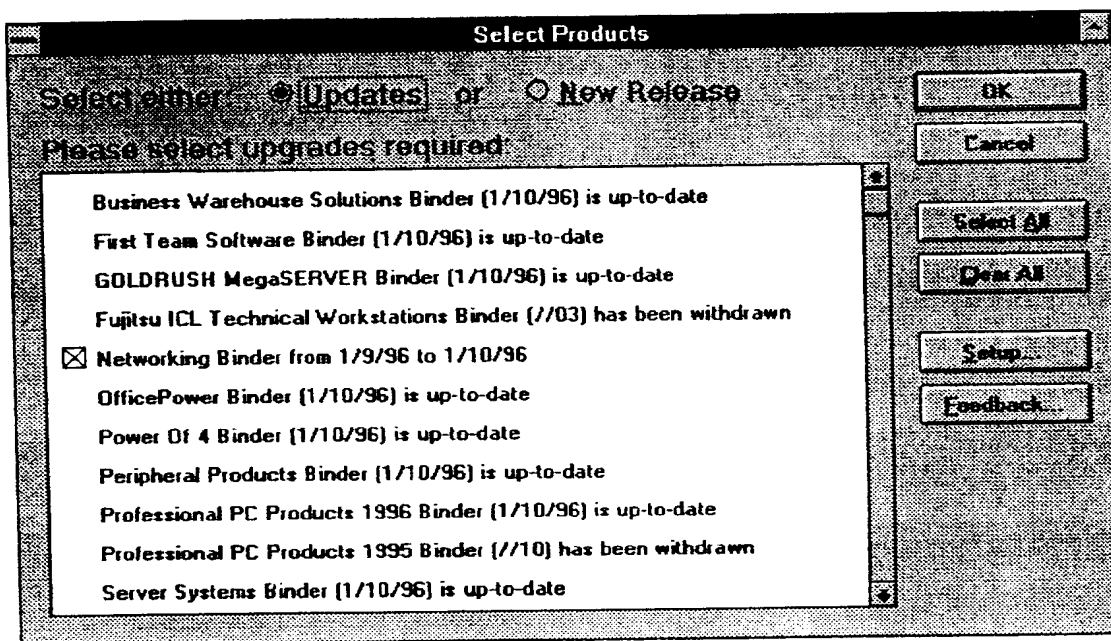 Select Products
Select either: Updates or New Release
Please select upgrades required:
Business Warehouse Solutions Binder (1/10/96) is up-to-date
First Team Software Binder (1/10/96) is up-to-date
GOLDRUSH MegaSERVER Binder (1/10/96) is up-to-date
Fujitsu ICL Technical Workstations Binder (//03) has been withdrawn
Networking Binder from 1/9/96 to 1/10/96
OfficePower Binder (1/10/96) is up-to-date
Power Of 4 Binder (1/10/96) is up-to-date
Peripheral Products Binder (1/10/96) is up-to-date
Professional PC Products 1996 Binder (1/10/96) is up-to-date
Professional PC Products 1995 Binder (//10) has been withdrawn
Server Systems Binder (1/10/96) is up-to-date
OK
Cancel
Select All
Clear All
Setup...
Feedback...